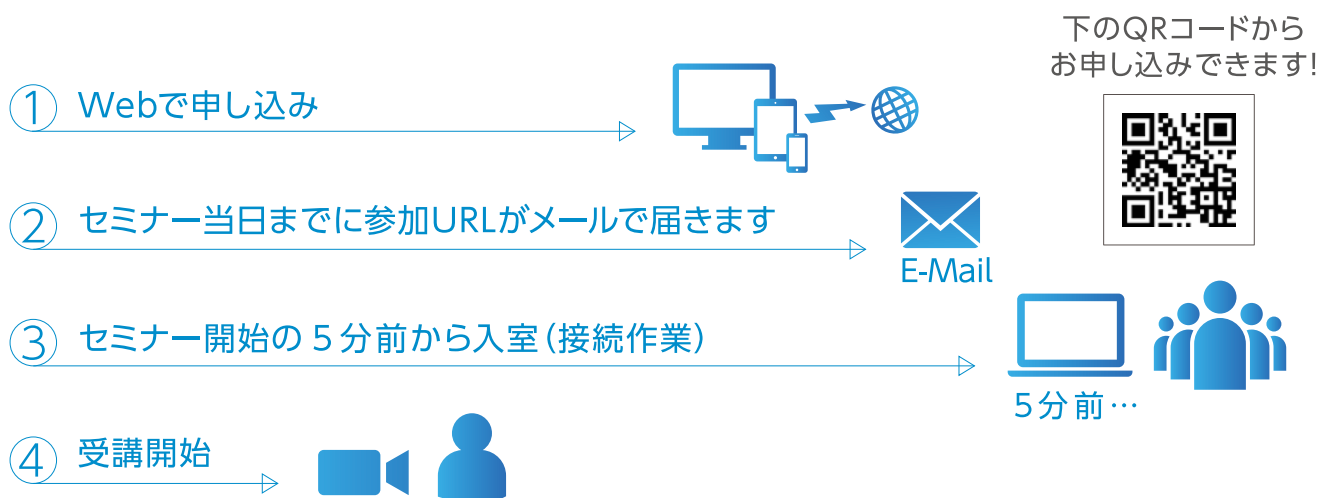 下のQRコードから
お申し込みできます!
① Webで申し込み
② セミナー当日までに参加URLがメールで届きます
E-Mail
③ セミナー開始の5分前から入室(接続作業)
5分前…
④ 受講開始